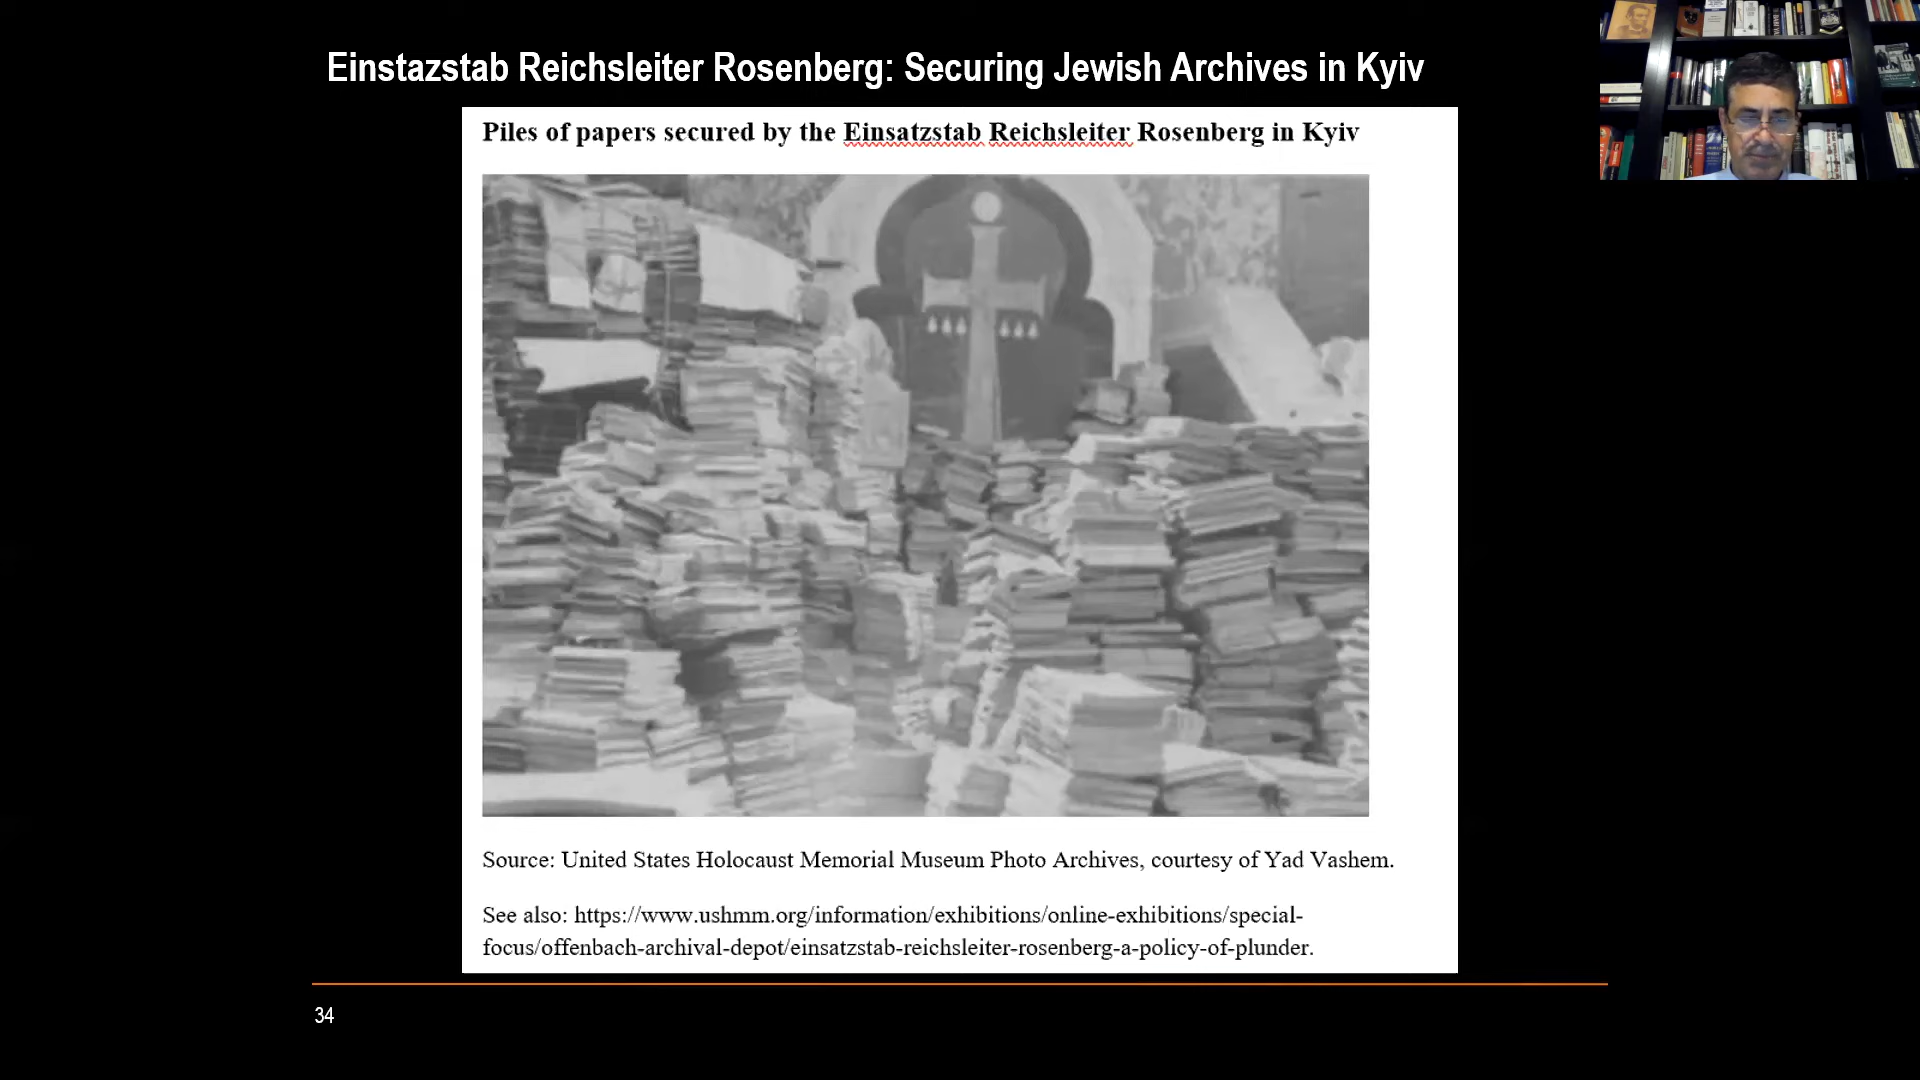 Einstazstab Reichsleiter Rosenberg: Securing Jewish Archives in Kyiv
Piles of papers secured by the Einsatzstab Reichsleiter Rosenberg in Kyiv
Source: United States Holocaust Memorial Museum Photo Archives, courtesy of Yad Vashem.
See also: https://www.ushmm.org/information/exhibitions/online-exhibitions/special-
focus/offenbach-archival-depot/einsatzstab-reichsleiter-rosenberg-a-policy-of-plunder.
34